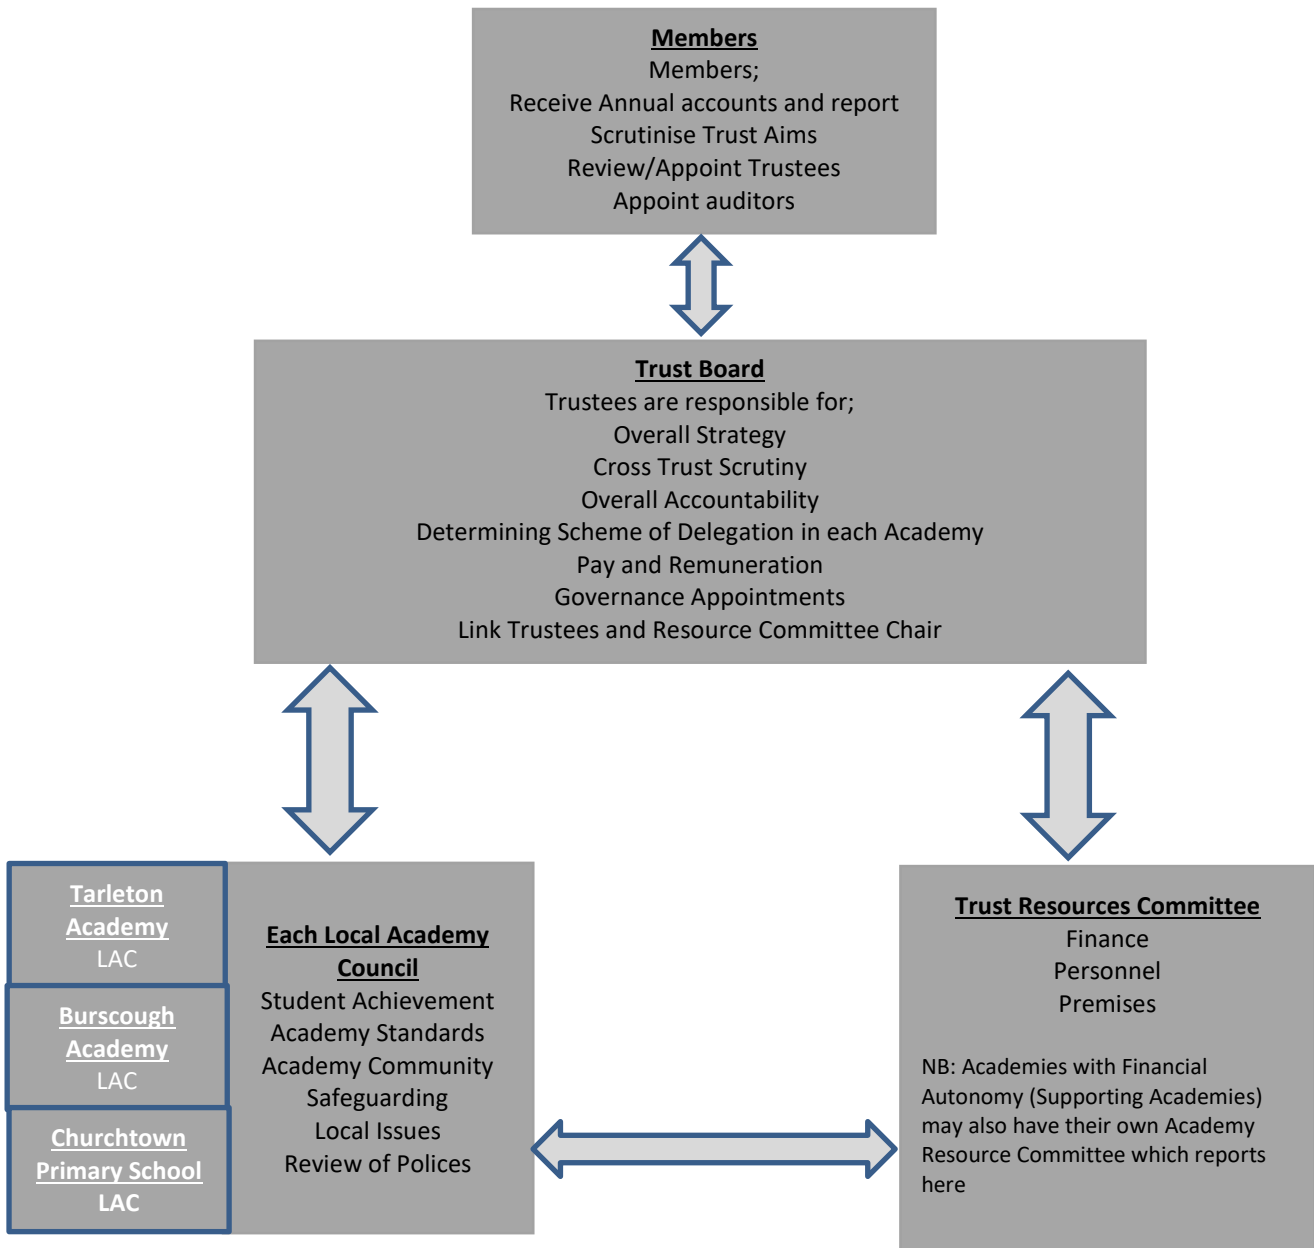 Members
Members;
Receive Annual accounts and report
Scrutinise Trust Aims
Review/Appoint Trustees
Appoint auditors
Trust Board
Trustees are responsible for;
Overall Strategy
Cross Trust Scrutiny
Overall Accountability
Determining Scheme of Delegation in each Academy
Pay and Remuneration
Governance Appointments
Link Trustees and Resource Committee Chair
Tarleton
Academy
LAC
Burscough
Academy
LAC
Churchtown
Primary School
LAC
Each Local Academy
Council
Student Achievement
Academy Standards
Academy Community
Safeguarding
Local Issues
Review of Polices
Trust Resources Committee
Finance
Personnel
Premises
NB: Academies with Financial
Autonomy (Supporting Academies)
may also have their own Academy
Resource Committee which reports
here